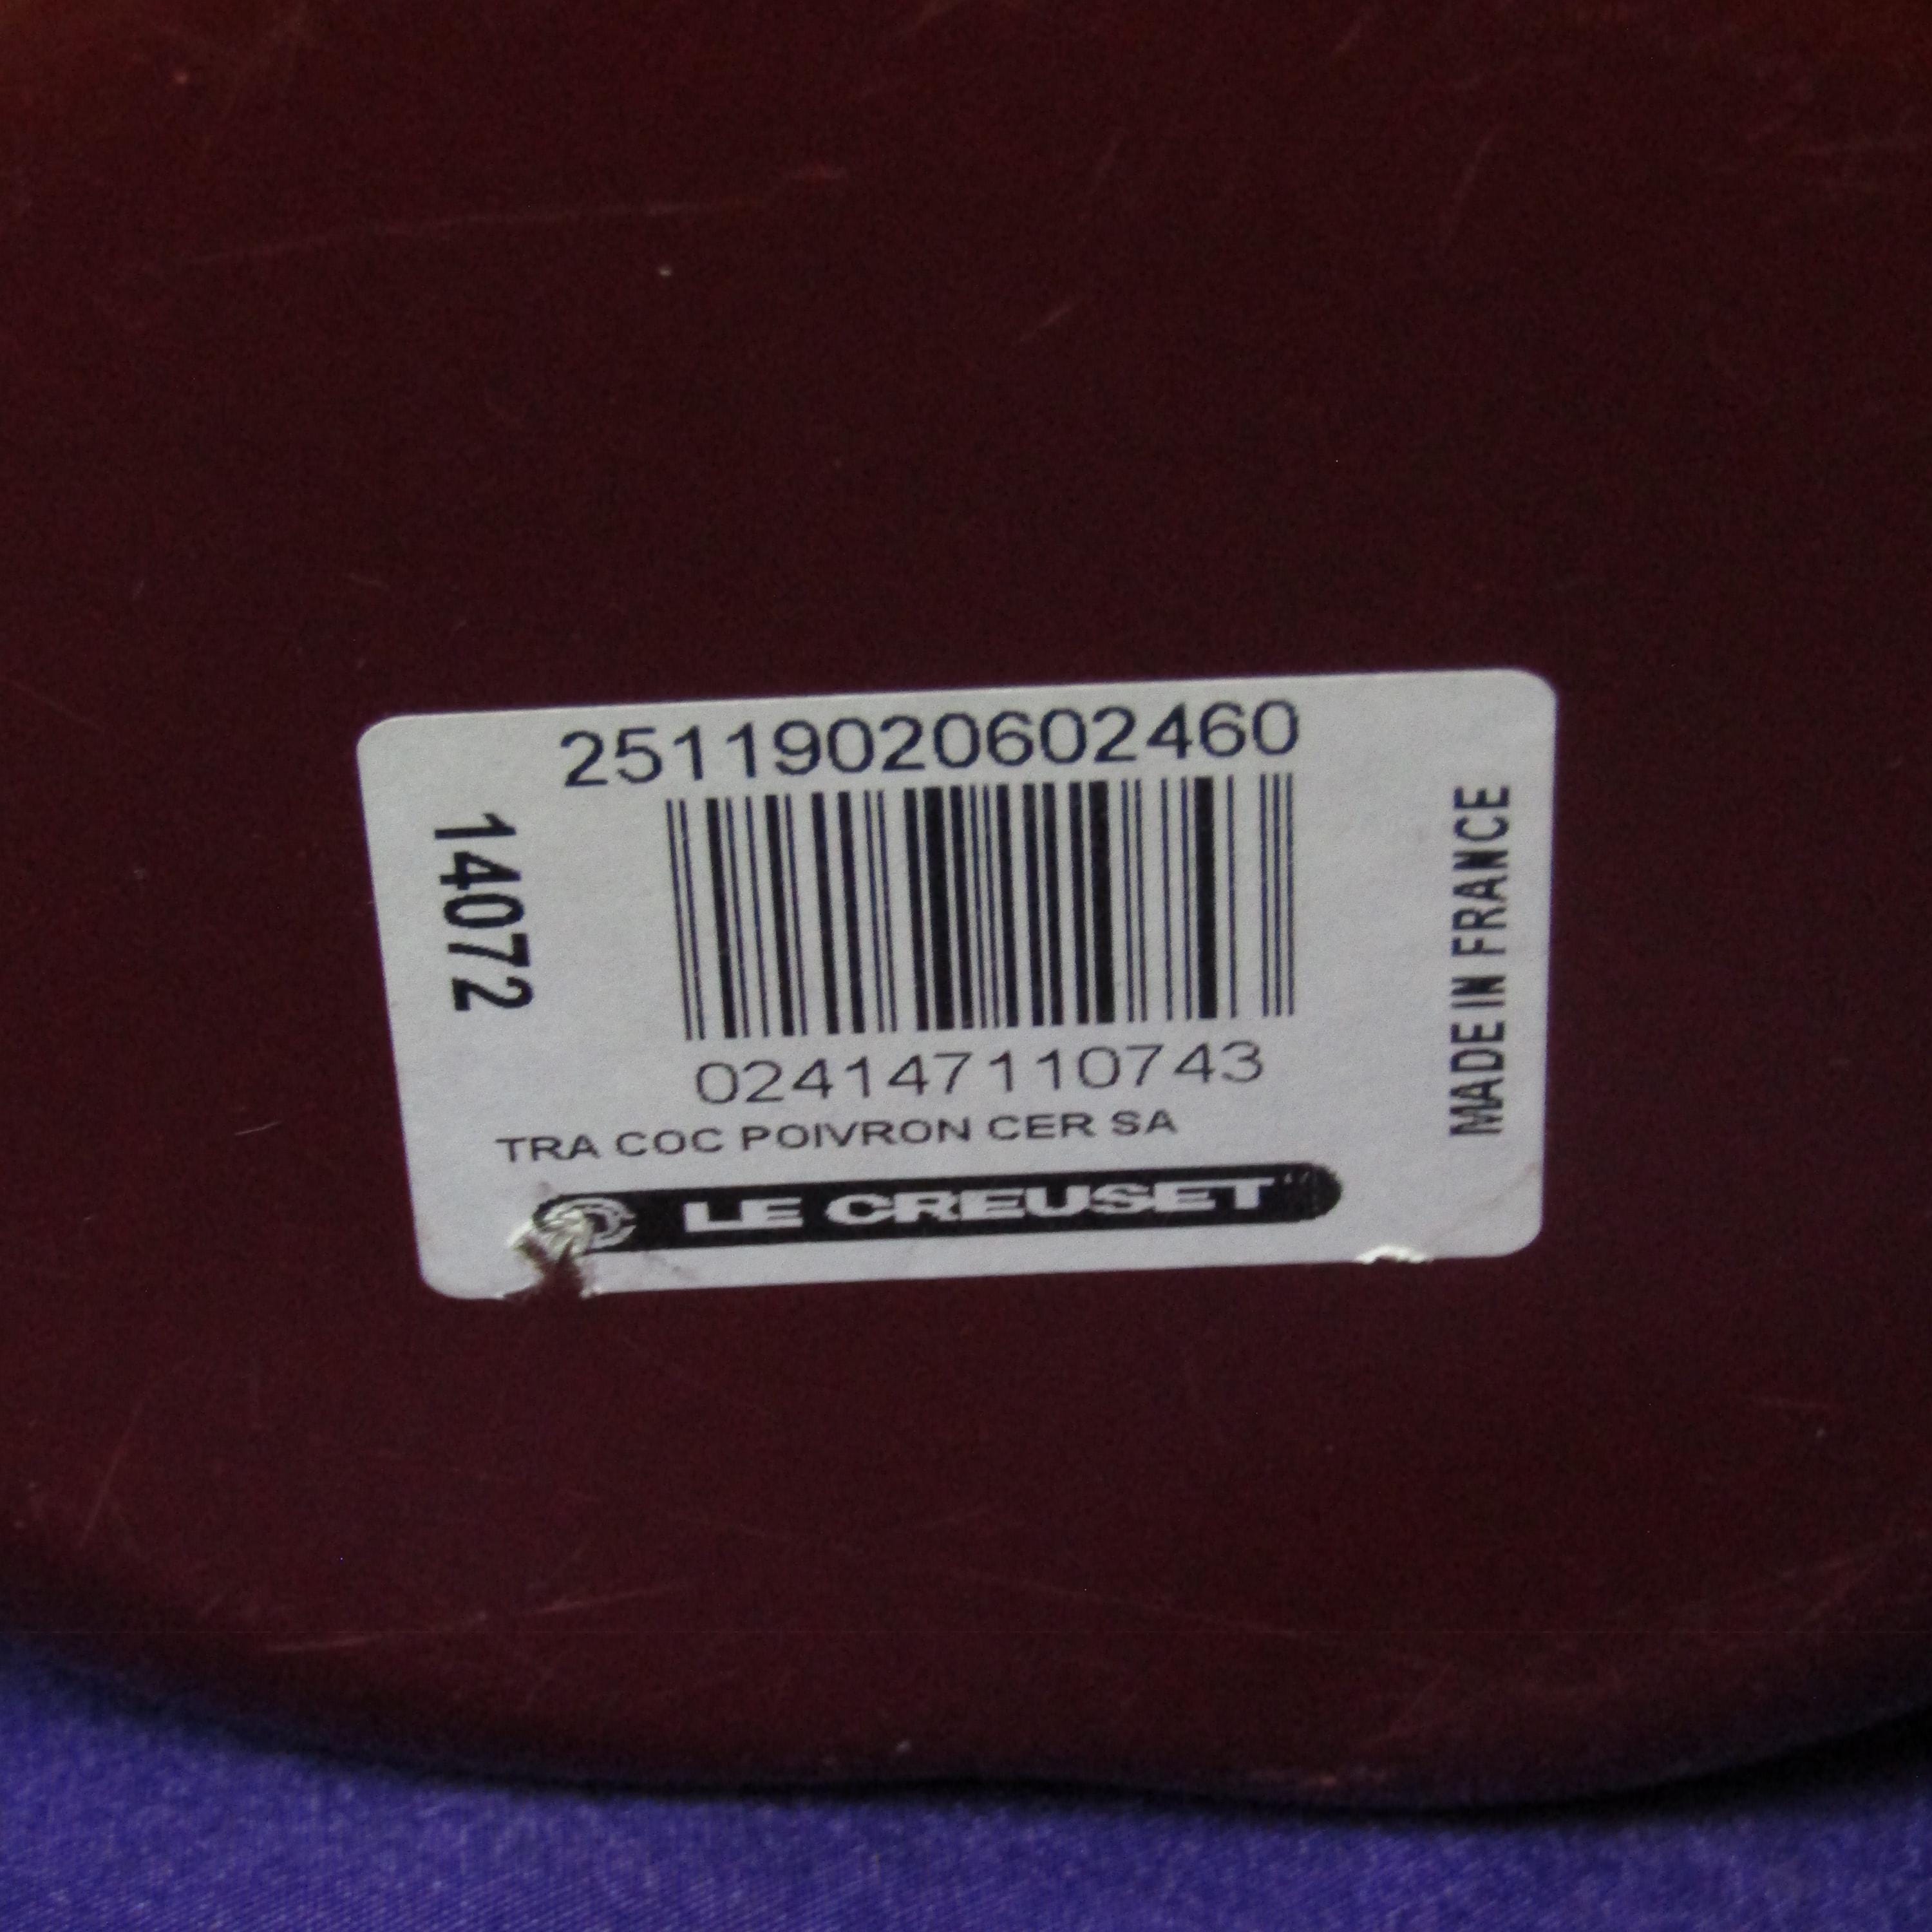 25119020602460
14072
024147110743
TRA COC POIVRON CER SA
LE CREUSET
MADE IN FRANCE